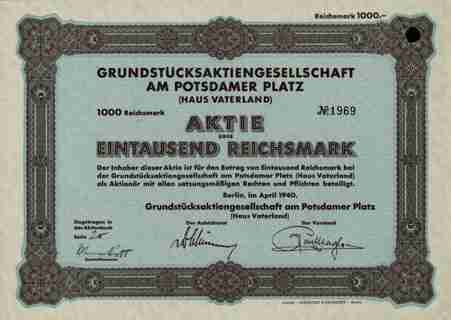 Reichsmark 1000.–
GRUNDSTÜCKSAKTIENGESELLSCHAFT
AM POTSDAMER PLATZ
(HAUS VATERLAND)
1000 Reichsmark
№ 1969
AKTIE
ÜBER
EINTAUSEND REICHSMARK
Der Inhaber dieser Aktie ist für den Betrag von Eintausend Reichsmark bei
der Grundstücksaktiengesellschaft am Potsdamer Platz (Haus Vaterland)
als Aktionär mit allen satzungsmäßigen Rechten und Pflichten beteiligt.
Berlin, im April 1940.
Grundstücksaktiengesellschaft am Potsdamer Platz
(Haus Vaterland)
Eingetragen in
das Aktienbuch
Der Aufsichtsrat
Der Vorstand
Seite